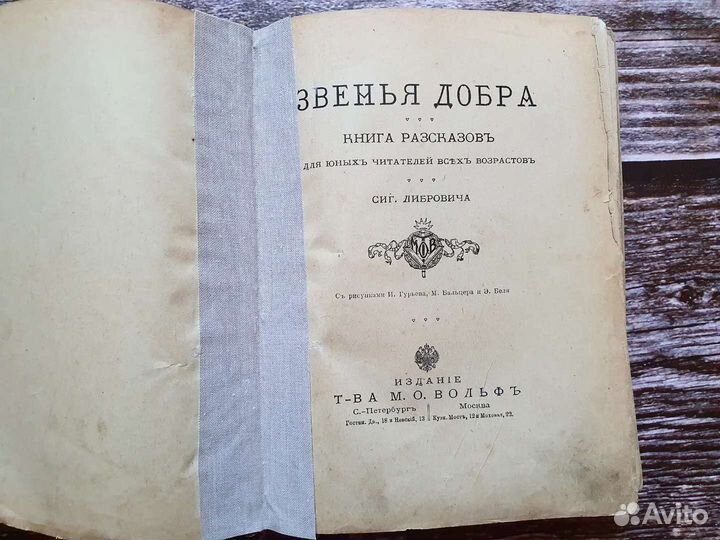 ЗВЕНЬЯ ДОБРА
КНИГА РАЗСКАЗОВЪ
ДЛЯ ЮНЫХЪ ЧИТАТЕЛЕЙ ВСѢХЪ ВОЗРАСТОВЪ
СИГ. ЛИБРОВИЧА
МФВ
Съ рисунками И. Гурьева, М. Бальцера и Э. Беля
ИЗДАНІЕ
Т-ВА М. О. ВОЛЬФЪ
С.-Петербургъ Москва
Гостин. Дв., 18 и Невскій, 13 Кузн. Мостъ, 12 и Моховая, 22.
Avito